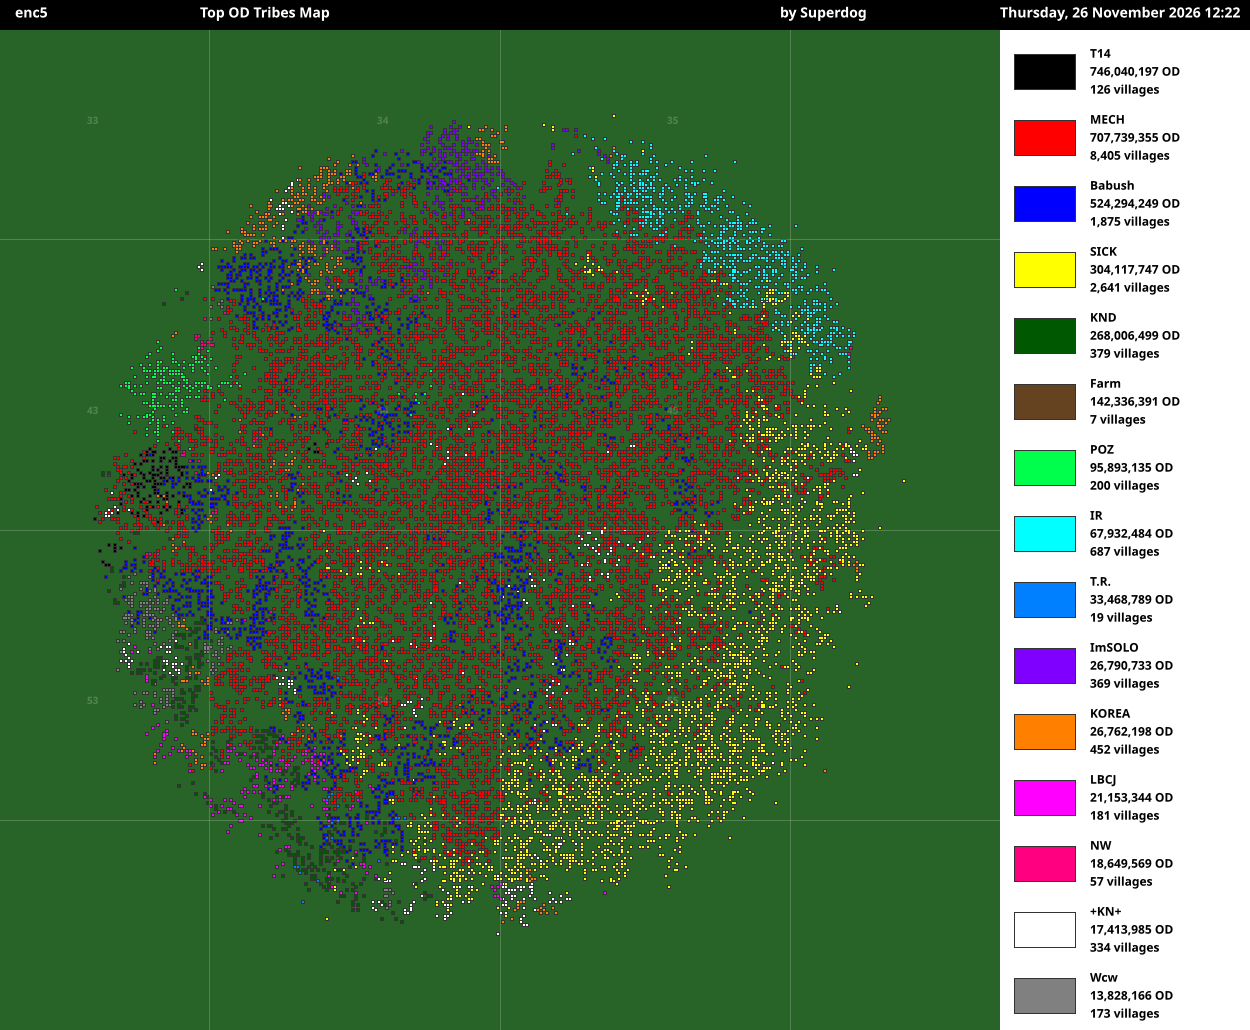 enc5 Top OD Tribes Map by Superdog Thursday, 26 November 2026 12:22
33 34 35
43 45
53
T14
746,040,197 OD
126 villages
MECH
707,739,355 OD
8,405 villages
Babush
524,294,249 OD
1,875 villages
SICK
304,117,747 OD
2,641 villages
KND
268,006,499 OD
379 villages
Farm
142,336,391 OD
7 villages
POZ
95,893,135 OD
200 villages
IR
67,932,484 OD
687 villages
T.R.
33,468,789 OD
19 villages
ImSOLO
26,790,733 OD
369 villages
KOREA
26,762,198 OD
452 villages
LBCJ
21,153,344 OD
181 villages
NW
18,649,569 OD
57 villages
+KN+
17,413,985 OD
334 villages
Wcw
13,828,166 OD
173 villages